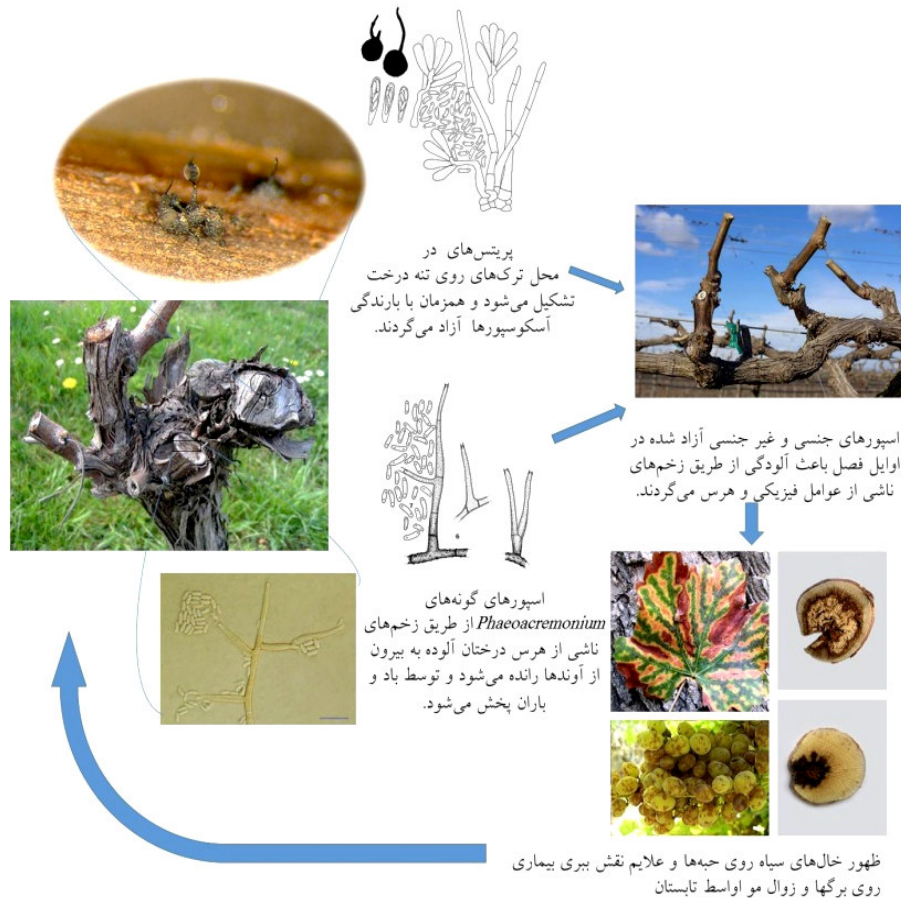 پریتسهای در
محل ترک‌های روی تنه درخت
تشکیل می‌شود و همزمان با بارندگی
آسکوسپورها آزاد می‌گردند.
اسپورهای جنسی و غیر جنسی آزاد شده در
اوایل فصل باعث آلودگی از طریق زخم‌های
ناشی از عوامل فیزیکی و هرس می‌گردند.
اسپورهای گونه‌های
Phaeoacremonium از طریق زخم‌های
ناشی از هرس درختان آلوده به بیرون
از آوندها رانده می‌شود و توسط باد و
باران پخش می‌شود.
ظهور خال‌های سیاه روی حبه‌ها و علایم نقش ببری بیماری
روی برگها و زوال مو اواسط تابستان